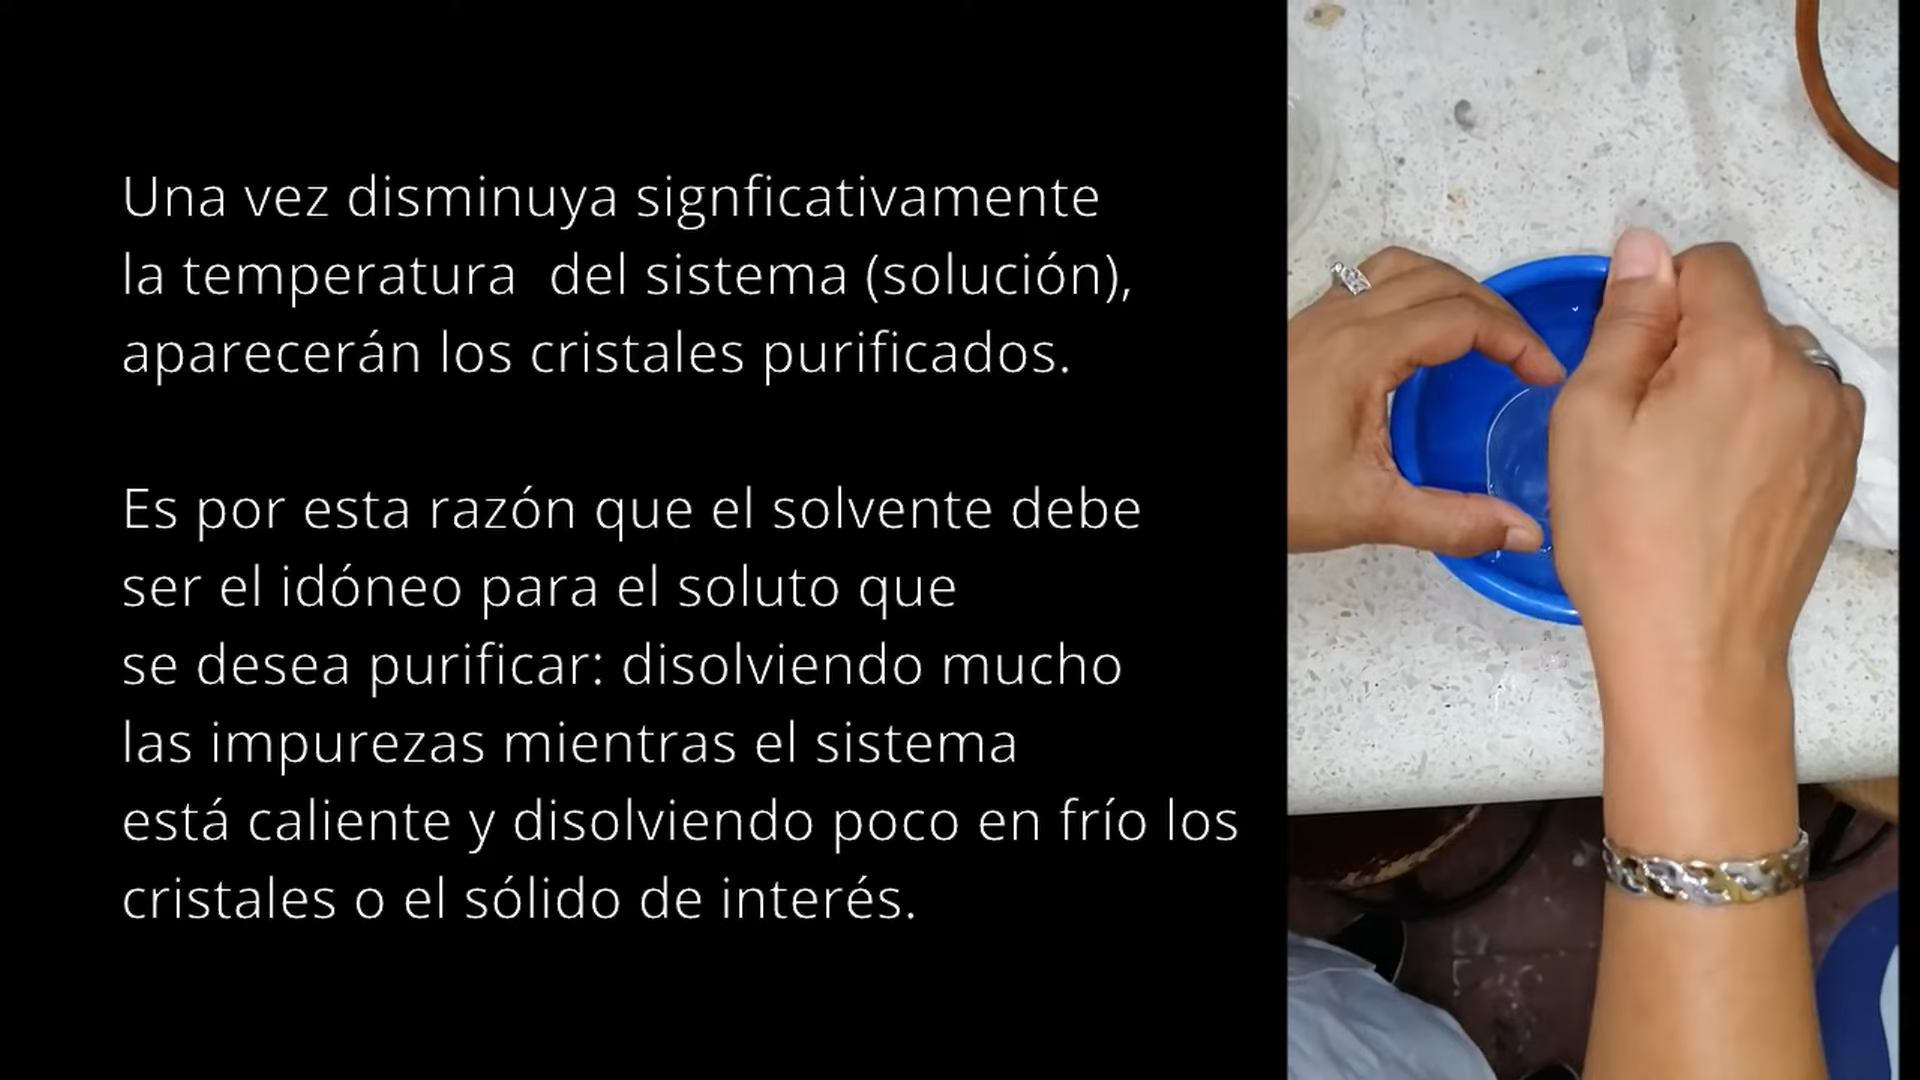 Una vez disminuya signficativamente
la temperatura  del sistema (solución),
aparecerán los cristales purificados.
Es por esta razón que el solvente debe
ser el idóneo para el soluto que
se desea purificar: disolviendo mucho
las impurezas mientras el sistema
está caliente y disolviendo poco en frío los
cristales o el sólido de interés.